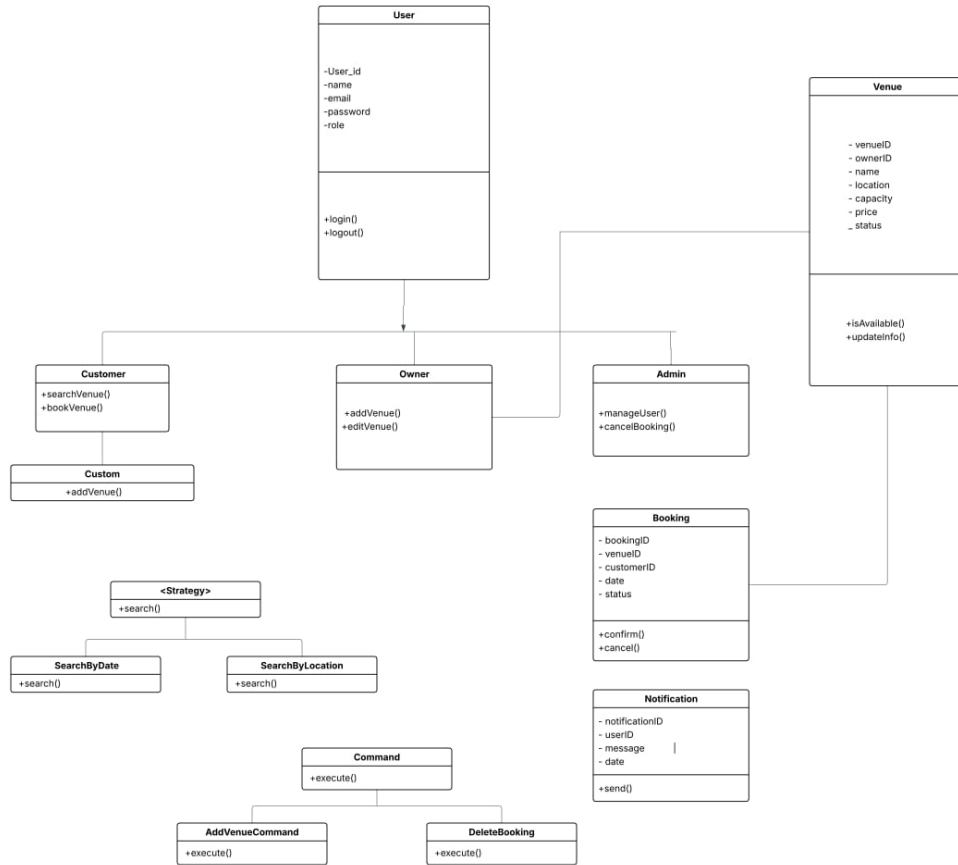 User
-User_id
-name
-email
-password
-role
+login()
+logout()
Venue
- venueID
- ownerID
- name
- location
- capacity
- price
_ status
+isAvailable()
+updateInfo()
Customer
+searchVenue()
+bookVenue()
Owner
+addVenue()
+editVenue()
Admin
+manageUser()
+cancelBooking()
Custom
+addVenue()
Booking
- bookingID
- venueID
- customerID
- date
- status
+confirm()
+cancel()
<Strategy>
+search()
SearchByDate
+search()
SearchByLocation
+search()
Notification
- notificationID
- userID
- message
- date
+send()
Command
+execute()
AddVenueCommand
+execute()
DeleteBooking
+execute()